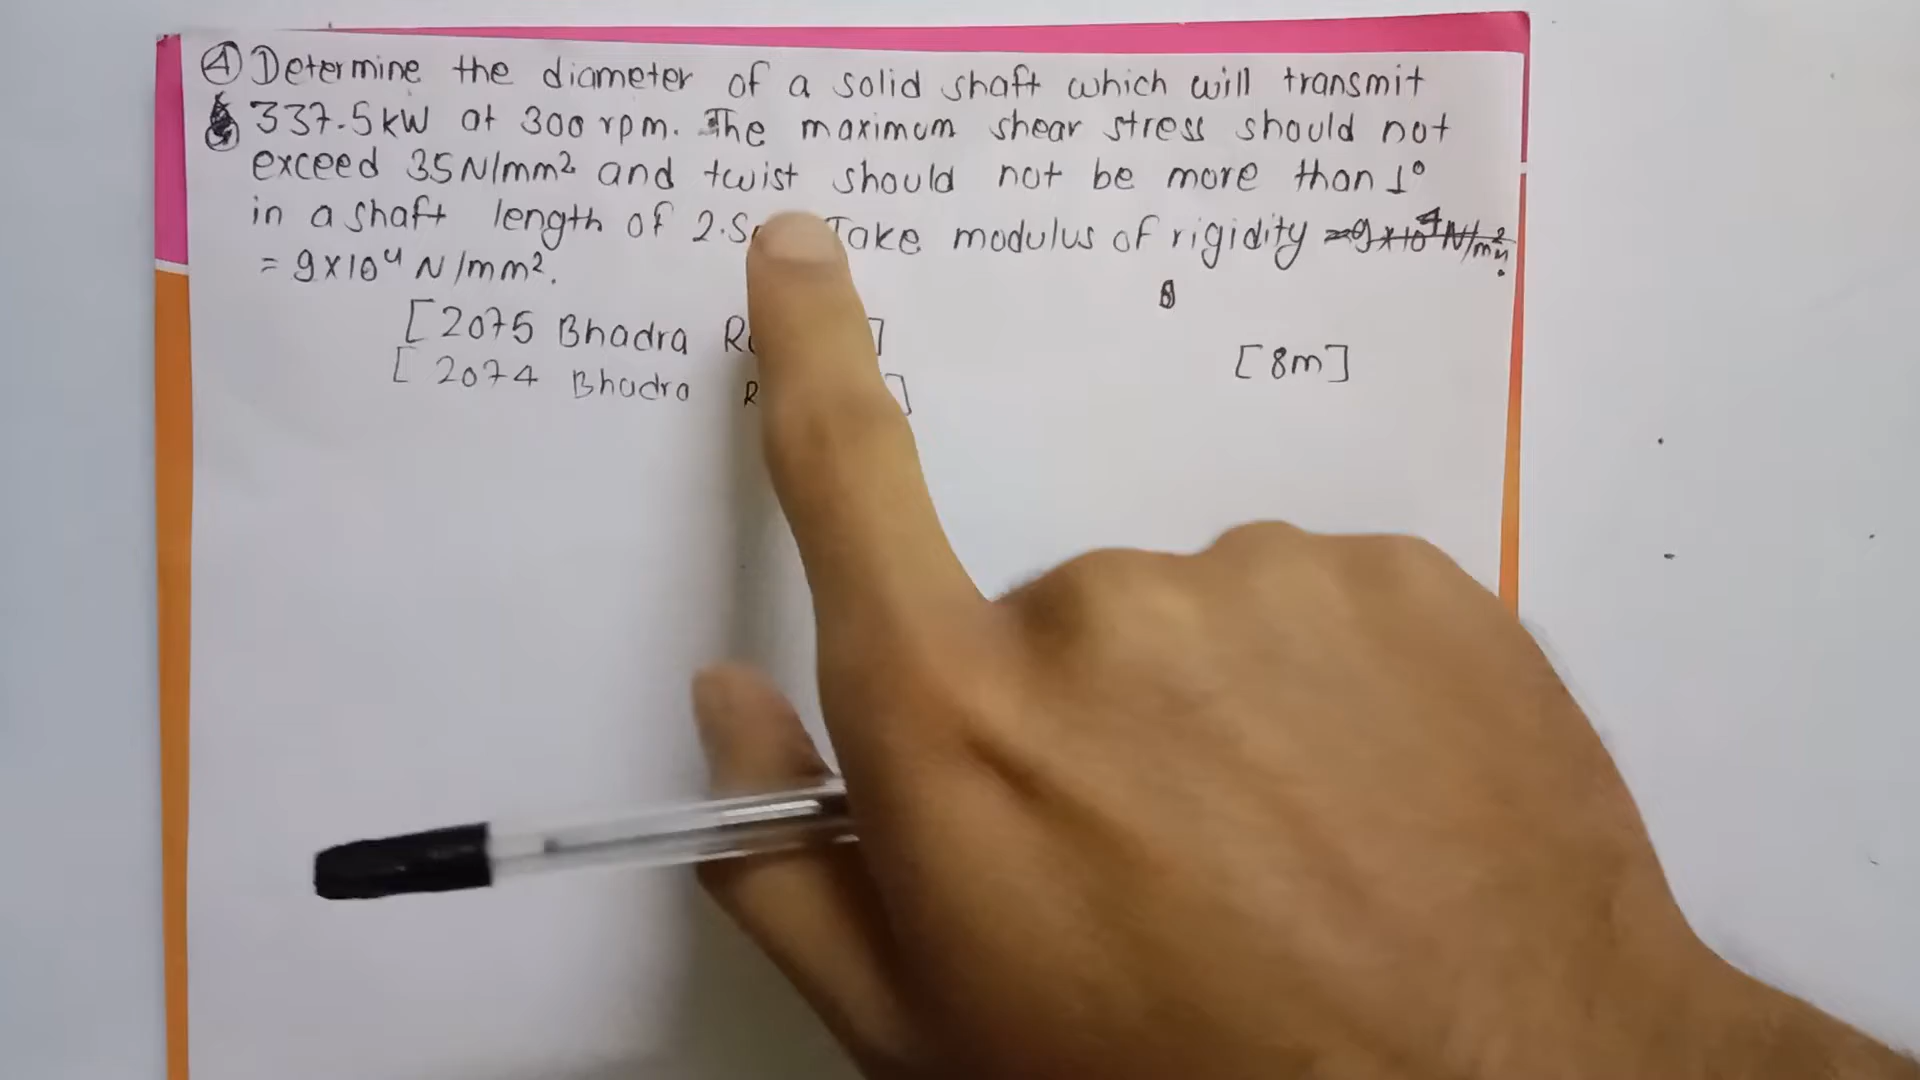 ④ Determine the diameter of a solid shaft which will transmit
337.5kW at 300 rpm. The maximum shear stress should not
exceed 35N/mm² and twist should not be more than 1°
in a shaft length of Take modulus of rigidity
= 9×10⁴ N/mm².
[2075 Bhadra ]
[8m]
[2074 Bhadra ]